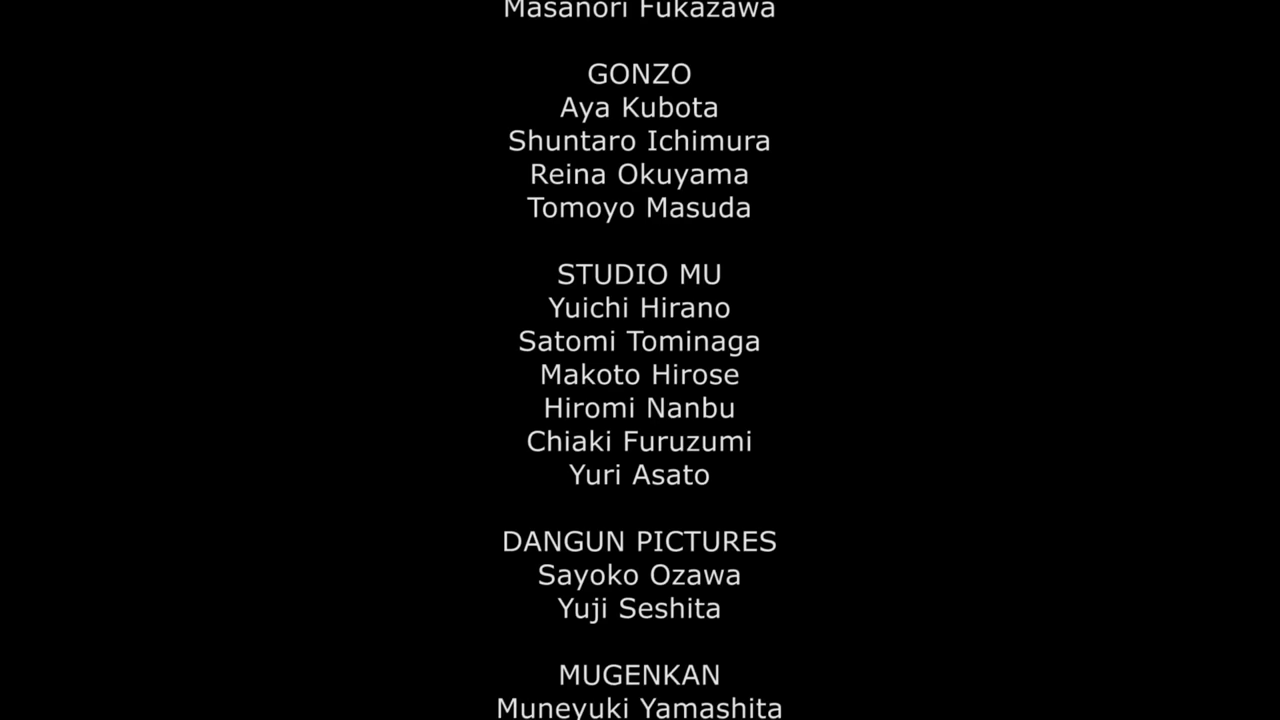 Masanori Fukazawa
GONZO
Aya Kubota
Shuntaro Ichimura
Reina Okuyama
Tomoyo Masuda
STUDIO MU
Yuichi Hirano
Satomi Tominaga
Makoto Hirose
Hiromi Nanbu
Chiaki Furuzumi
Yuri Asato
DANGUN PICTURES
Sayoko Ozawa
Yuji Seshita
MUGENKAN
Muneyuki Yamashita